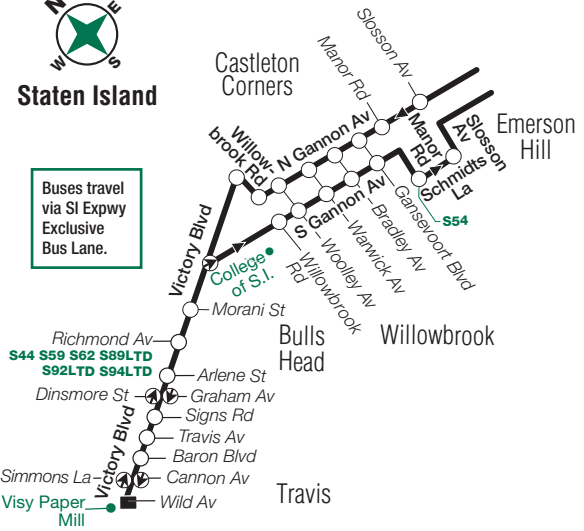 N
E
W
S
Staten Island
Castleton
Corners
Manor Rd
Slosson Av
Emerson
Hill
Willow-
brook Rd
N Gannon Av
Manor
Rd
Slosson
Av
Schmidts
La
S54
Buses travel
via SI Expwy
Exclusive
Bus Lane.
Victory Blvd
S Gannon Av
Gansevoort Blvd
Bradley Av
Warwick Av
Woolley Av
Willowbrook
Rd
College
of S.I.
Morani St
Bulls
Head
Willowbrook
Richmond Av
S44 S59 S62 S89LTD
S92LTD S94LTD
Arlene St
Dinsmore St
Graham Av
Victory Blvd
Signs Rd
Travis Av
Baron Blvd
Simmons La
Cannon Av
Visy Paper
Mill
Wild Av
Travis